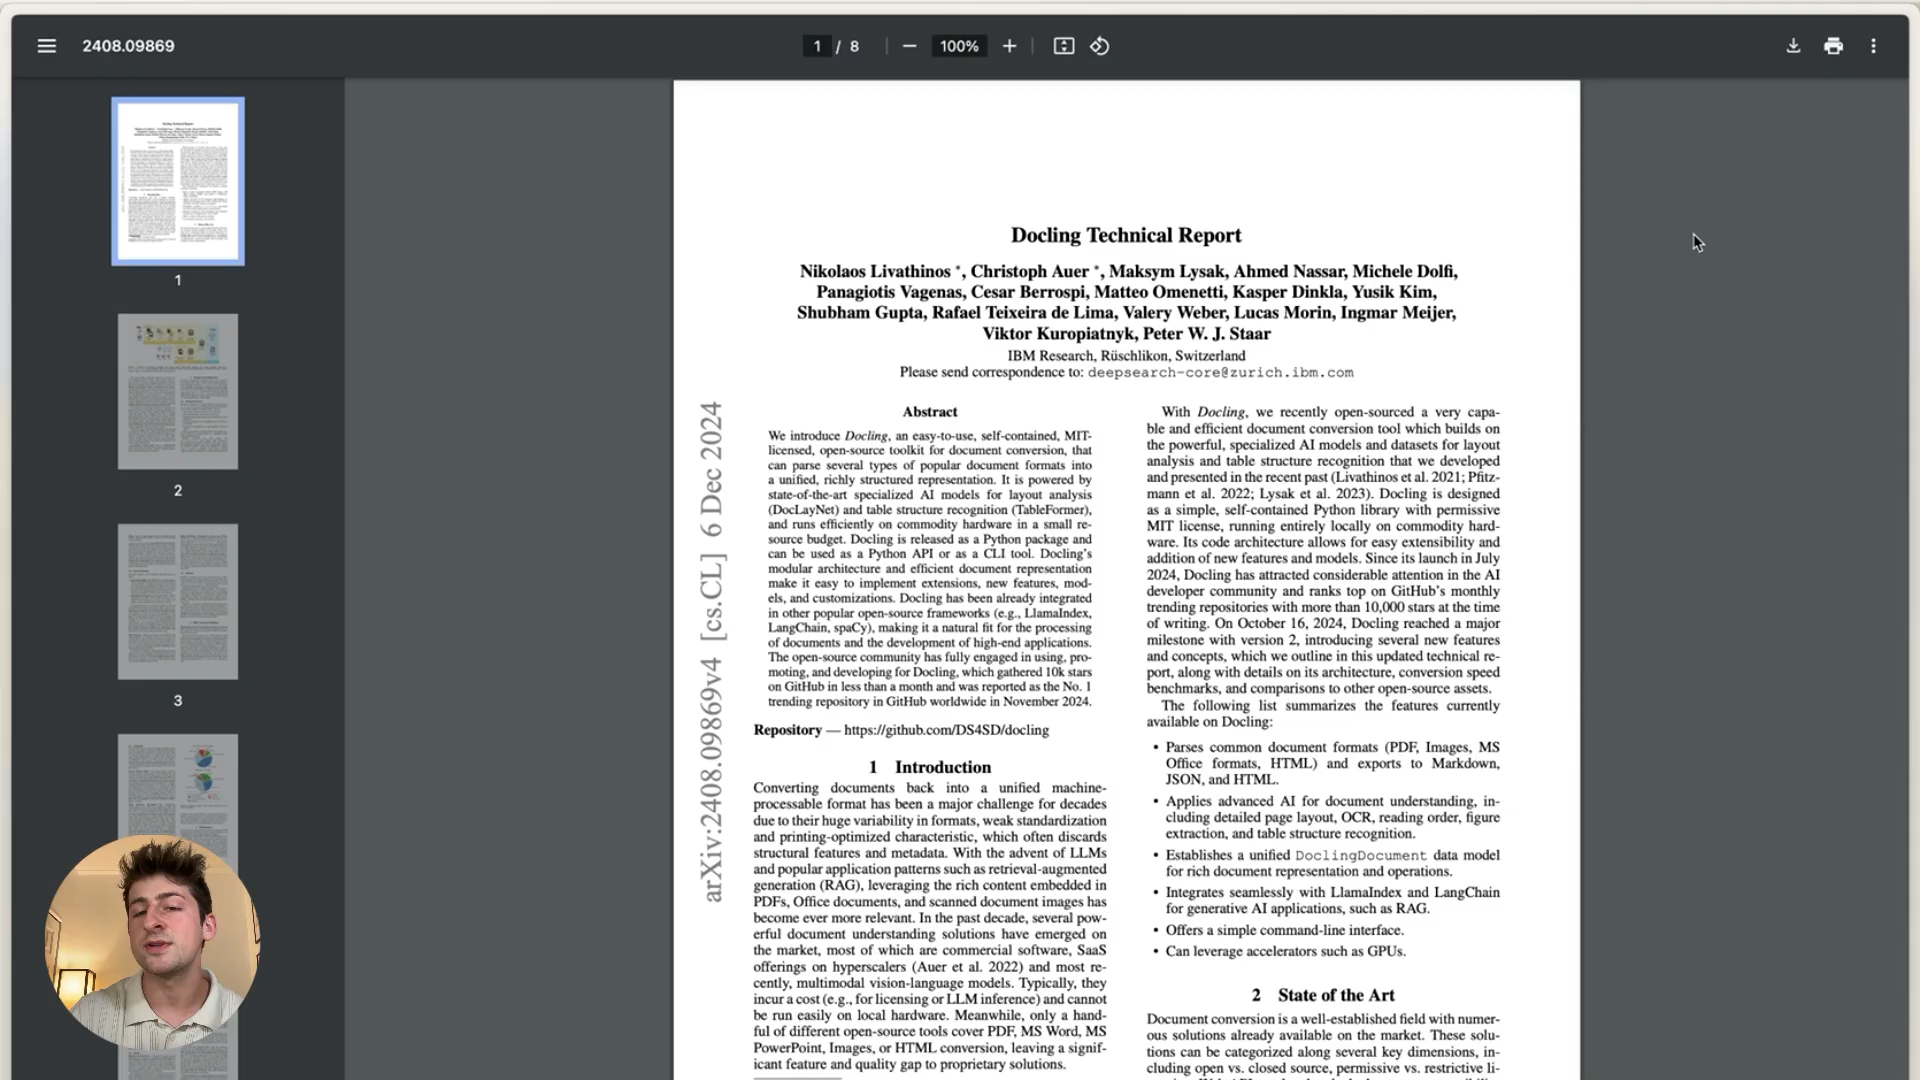 2408.09869
1 / 8
100%
1
2
3
Docling Technical Report
Nikolaos Livathinos *, Christoph Auer *, Maksym Lysak, Ahmed Nassar, Michele Dolfi,
Panagiotis Vagenas, Cesar Berrospi, Matteo Omenetti, Kasper Dinkla, Yusik Kim,
Shubham Gupta, Rafael Teixeira de Lima, Valery Weber, Lucas Morin, Ingmar Meijer,
Viktor Kuropiatnyk, Peter W. J. Staar
IBM Research, Rüschlikon, Switzerland
Please send correspondence to: deepsearch-core@zurich.ibm.com
arXiv:2408.09869v4 [cs.CL] 6 Dec 2024
Abstract
We introduce Docling, an easy-to-use, self-contained, MIT-
licensed, open-source toolkit for document conversion, that
can parse several types of popular document formats into
a unified, richly structured representation. It is powered by
state-of-the-art specialized AI models for layout analysis
(DocLayNet) and table structure recognition (TableFormer),
and runs efficiently on commodity hardware in a small re-
source budget. Docling is released as a Python package and
can be used as a Python API or as a CLI tool. Docling's
modular architecture and efficient document representation
make it easy to implement extensions, new features, mod-
els, and customizations. Docling has been already integrated
in other popular open-source frameworks (e.g., LlamaIndex,
LangChain, spaCy), making it a natural fit for the processing
of documents and the development of high-end applications.
The open-source community has fully engaged in using, pro-
moting, and developing for Docling, which gathered 10k stars
on GitHub in less than a month and was reported as the No. 1
trending repository in GitHub worldwide in November 2024.
Repository — https://github.com/DS4SD/docling
1 Introduction
Converting documents back into a unified machine-
processable format has been a major challenge for decades
due to their huge variability in formats, weak standardization
and printing-optimized characteristic, which often discards
structural features and metadata. With the advent of LLMs
and popular application patterns such as retrieval-augmented
generation (RAG), leveraging the rich content embedded in
PDFs, Office documents, and scanned document images has
become ever more relevant. In the past decade, several pow-
erful document understanding solutions have emerged on
the market, most of which are commercial software, SaaS
offerings on hyperscalers (Auer et al. 2022) and most re-
cently, multimodal vision-language models. Typically, they
incur a cost (e.g., for licensing or LLM inference) and cannot
be run easily on local hardware. Meanwhile, only a hand-
ful of different open-source tools cover PDF, MS Word, MS
PowerPoint, Images, or HTML conversion, leaving a signif-
icant feature and quality gap to proprietary solutions.
With Docling, we recently open-sourced a very capa-
ble and efficient document conversion tool which builds on
the powerful, specialized AI models and datasets for layout
analysis and table structure recognition that we developed
and presented in the recent past (Livathinos et al. 2021; Pfitz-
mann et al. 2022; Lysak et al. 2023). Docling is designed
as a simple, self-contained Python library with permissive
MIT license, running entirely locally on commodity hard-
ware. Its code architecture allows for easy extensibility and
addition of new features and models. Since its launch in July
2024, Docling has attracted considerable attention in the AI
developer community and ranks top on GitHub's monthly
trending repositories with more than 10,000 stars at the time
of writing. On October 16, 2024, Docling reached a major
milestone with version 2, introducing several new features
and concepts, which we outline in this updated technical re-
port, along with details on its architecture, conversion speed
benchmarks, and comparisons to other open-source assets.
The following list summarizes the features currently
available on Docling:
• Parses common document formats (PDF, Images, MS
Office formats, HTML) and exports to Markdown,
JSON, and HTML.
• Applies advanced AI for document understanding, in-
cluding detailed page layout, OCR, reading order, figure
extraction, and table structure recognition.
• Establishes a unified DoclingDocument data model
for rich document representation and operations.
• Integrates seamlessly with LlamaIndex and LangChain
for generative AI applications, such as RAG.
• Offers a simple command-line interface.
• Can leverage accelerators such as GPUs.
2 State of the Art
Document conversion is a well-established field with numer-
ous solutions already available on the market. These solu-
tions can be categorized along several key dimensions, in-
cluding open vs. closed source, permissive vs. restrictive li-